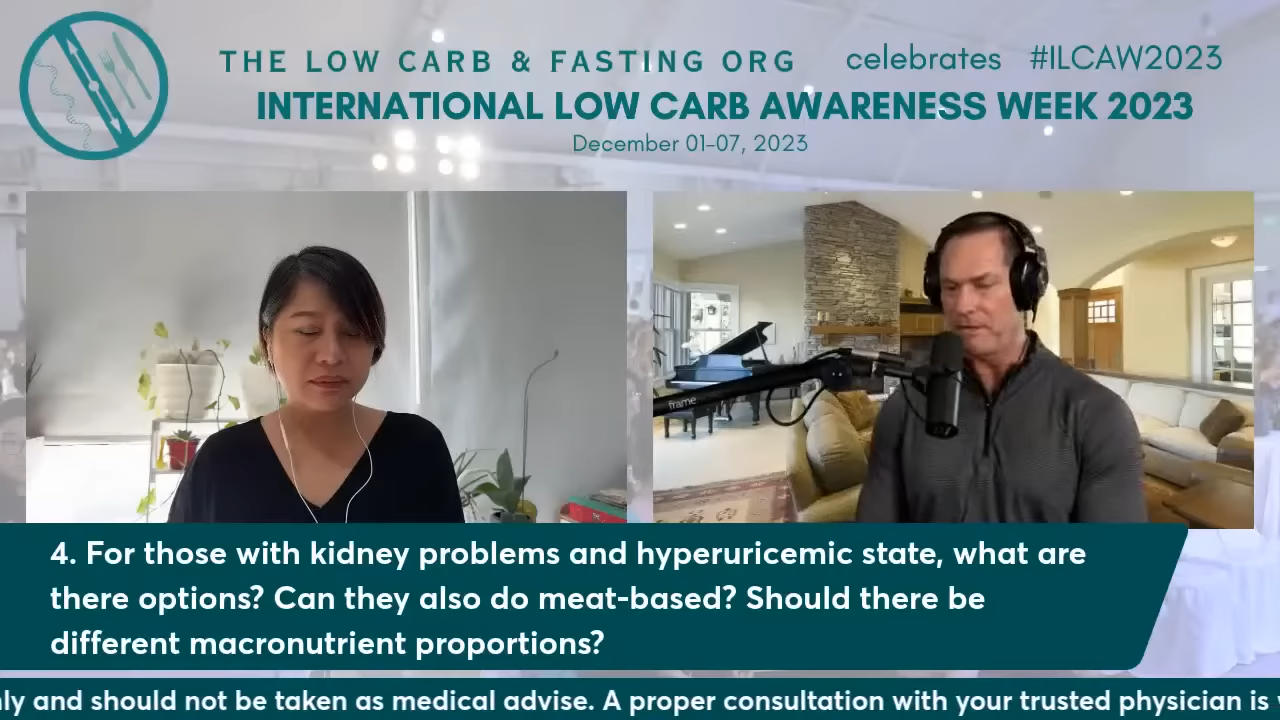 THE LOW CARB & FASTING ORG celebrates #ILCAW2023
INTERNATIONAL LOW CARB AWARENESS WEEK 2023
December 01-07, 2023
frame
4. For those with kidney problems and hyperuricemic state, what are
there options? Can they also do meat-based? Should there be
different macronutrient proportions?
and should not be taken as medical advise. A proper consultation with your trusted physician is